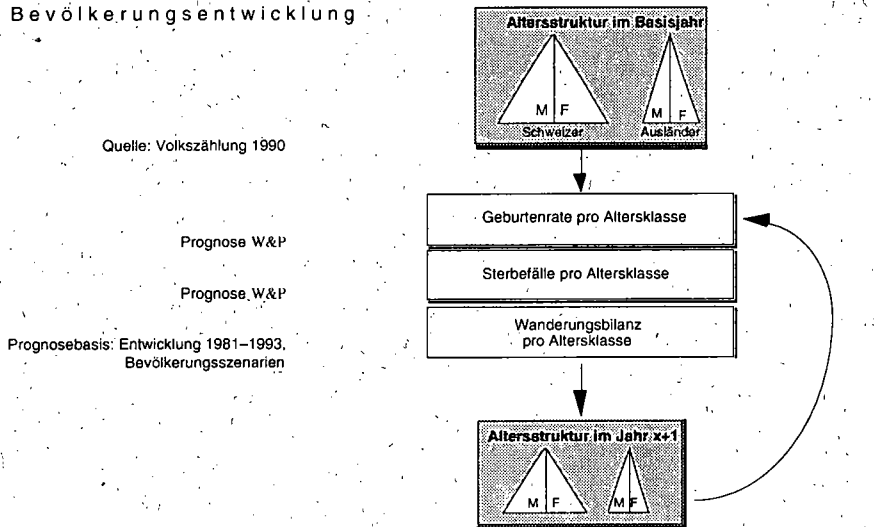 Bevölkerungsentwicklung
Altersstruktur im Basisjahr
M F
Schweizer
M F
Ausländer
Quelle: Volkszählung 1990
Geburtenrate pro Altersklasse
Prognose W&P
Sterbefälle pro Altersklasse
Prognose W&P
Wanderungsbilanz
pro Altersklasse
Prognosebasis: Entwicklung 1981–1993,
Bevölkerungsszenarien
Altersstruktur im Jahr x+1
M F
M F